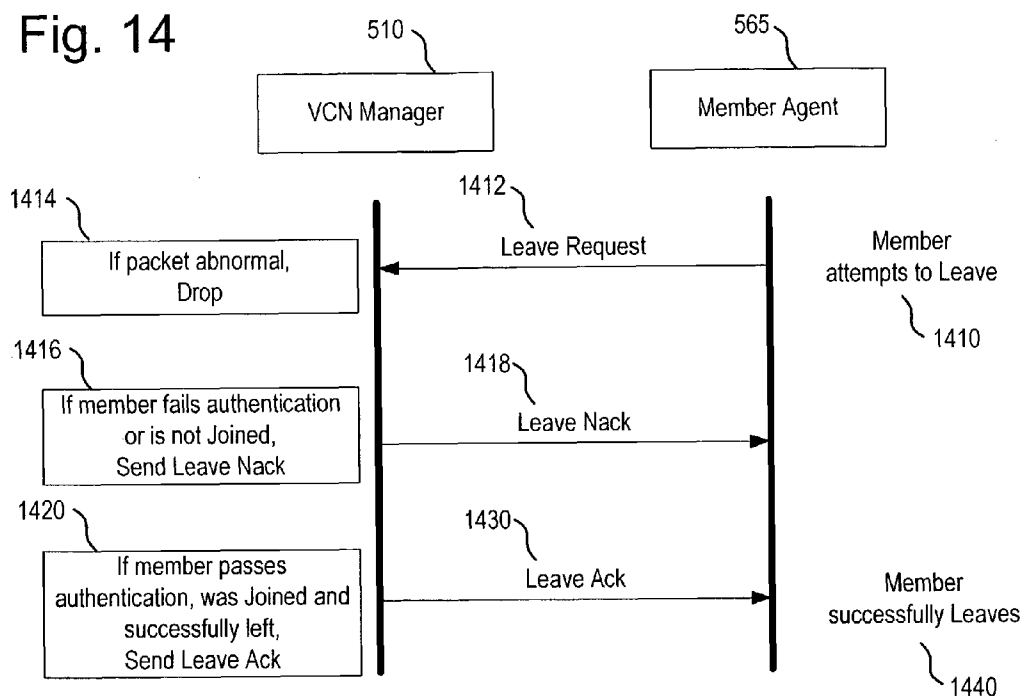 Fig. 14
510
565
VCN Manager
Member Agent
1414
1412
If packet abnormal,
Drop
Leave Request
Member
attempts to Leave
1410
1416
1418
If member fails authentication
or is not Joined,
Send Leave Nack
Leave Nack
1420
1430
If member passes
authentication, was Joined and
successfully left,
Send Leave Ack
Leave Ack
Member
successfully Leaves
1440